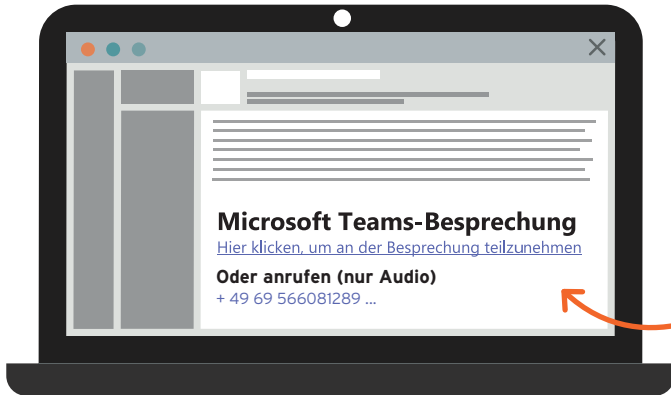 Microsoft Teams-Besprechung
Hier klicken, um an der Besprechung teilzunehmen
Oder anrufen (nur Audio)
+ 49 69 566081289 ...